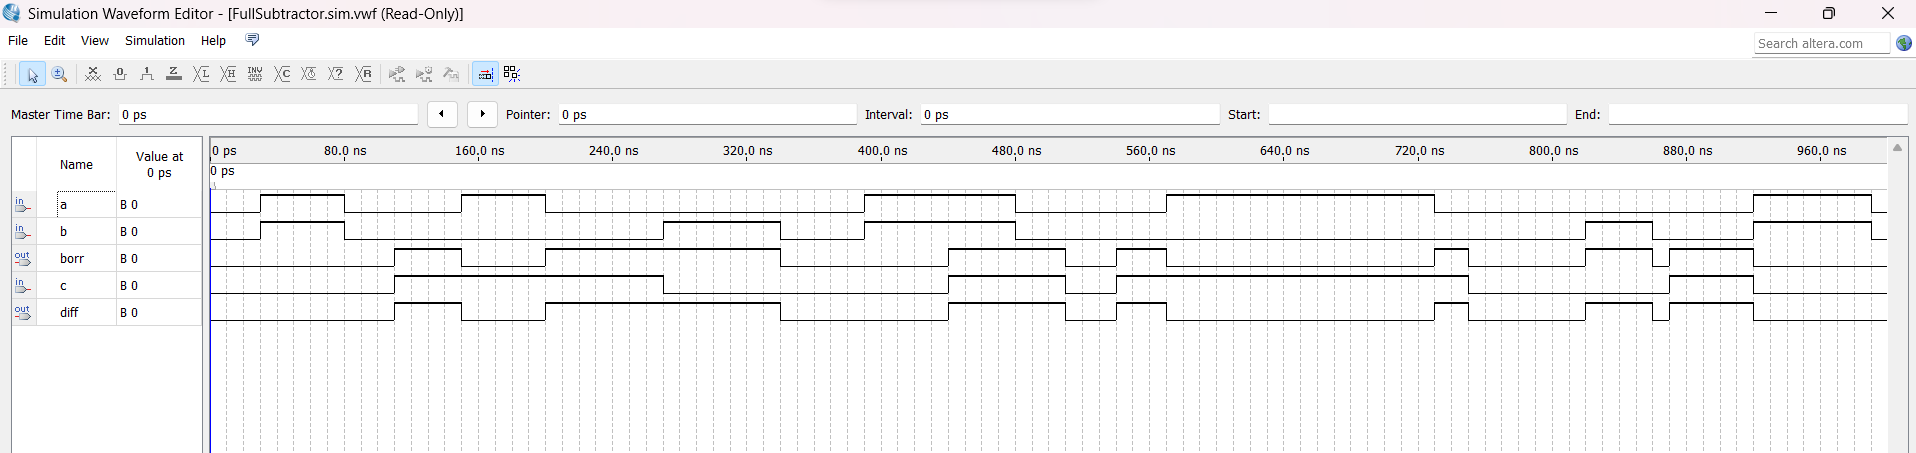 Simulation Waveform Editor - [FullSubtractor.sim.vwf (Read-Only)]
File Edit View Simulation Help
Search altera.com
Master Time Bar: 0 ps Pointer: 0 ps Interval: 0 ps Start: End:
Name Value at 0 ps
0 ps 80.0 ns 160.0 ns 240.0 ns 320.0 ns 400.0 ns 480.0 ns 560.0 ns 640.0 ns 720.0 ns 800.0 ns 880.0 ns 960.0 ns
0 ps
in a B 0
in b B 0
out borr B 0
in c B 0
out diff B 0